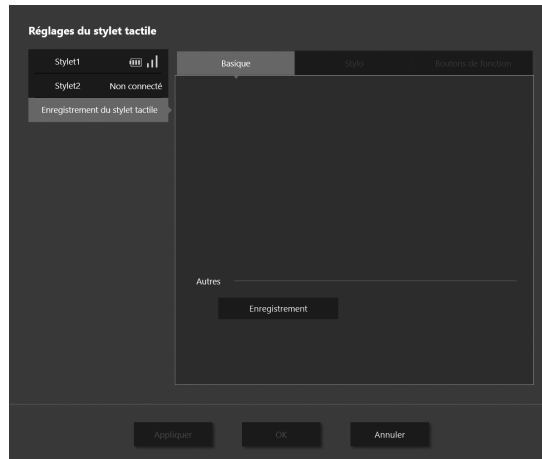 Réglages du stylet tactile
Stylet1
Basique
Stylet
Boutons de fonction
Stylet2 Non connecté
Enregistrement du stylet tactile
Autres
Enregistrement
Appliquer OK Annuler